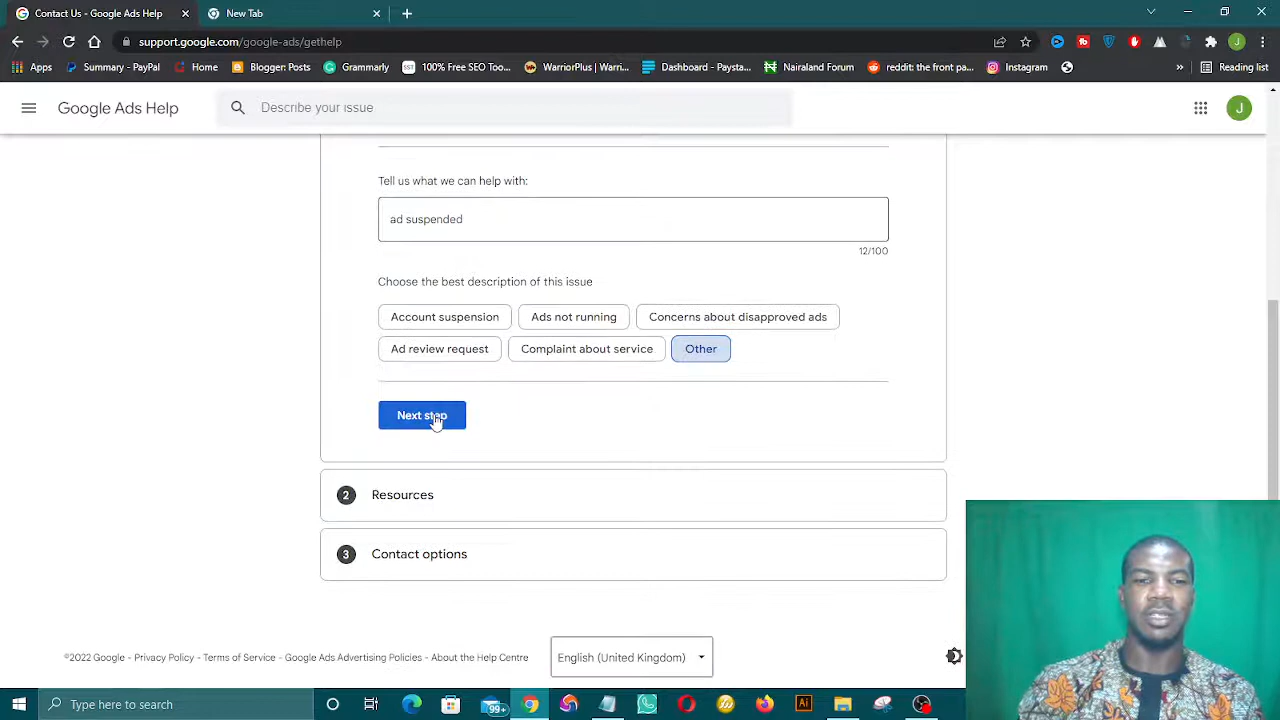 Contact Us - Google Ads Help
New Tab
support.google.com/google-ads/gethelp
Apps
Summary - PayPal
Home
Blogger: Posts
Grammarly
100% Free SEO Too...
WarriorPlus | Warri...
Dashboard - Paysta...
Nairaland Forum
reddit: the front pa...
Instagram
»
Reading list
Google Ads Help
Describe your issue
J
Tell us what we can help with:
ad suspended
12/100
Choose the best description of this issue
Account suspension
Ads not running
Concerns about disapproved ads
Ad review request
Complaint about service
Other
Next step
2 Resources
3 Contact options
©2022 Google - Privacy Policy - Terms of Service - Google Ads Advertising Policies - About the Help Centre
English (United Kingdom)
Type here to search
99+
Ai